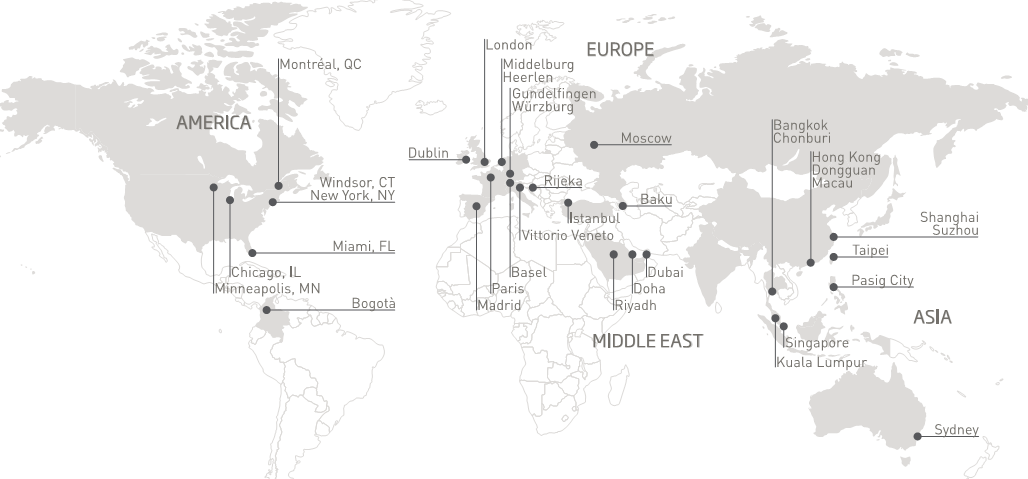 London
EUROPE
Montréal, QC
Middelburg
Heerlen
Gundelfingen
Würzburg
AMERICA
Bangkok
Chonburi
Moscow
Dublin
Hong Kong
Dongguan
Macau
Windsor, CT
New York, NY
Rijeka
Baku
Istanbul
Shanghai
Suzhou
Vittorio Veneto
Miami, FL
Taipei
Chicago, IL
Minneapolis, MN
Basel
Paris
Madrid
Dubai
Doha
Riyadh
Pasig City
Bogotà
ASIA
MIDDLE EAST
Singapore
Kuala Lumpur
Sydney